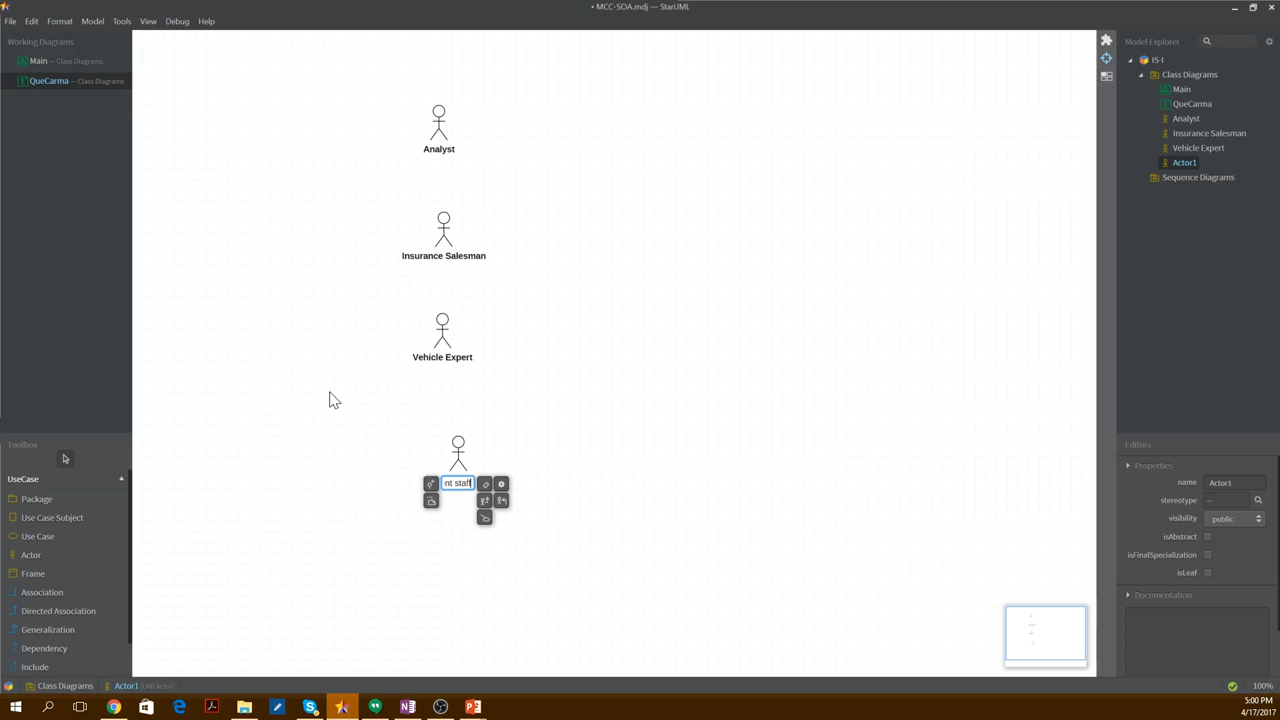 • MCC-SOA.mdj — StarUML
File Edit Format Model Tools View Debug Help
Working Diagrams
Main — Class Diagrams
QueCarma — Class Diagrams
Analyst
Insurance Salesman
Vehicle Expert
nt staff
Toolbox
UseCase
Package
Use Case Subject
Use Case
Actor
Frame
Association
Directed Association
Generalization
Dependency
Include
Model Explorer
IS-I
Class Diagrams
Main
QueCarma
Analyst
Insurance Salesman
Vehicle Expert
Actor1
Sequence Diagrams
Editors
Properties
name Actor1
stereotype —
visibility public
isAbstract
isFinalSpecialization
isLeaf
Documentation
Class Diagrams Actor1 [UMLActor]
100%
5:00 PM
4/17/2017